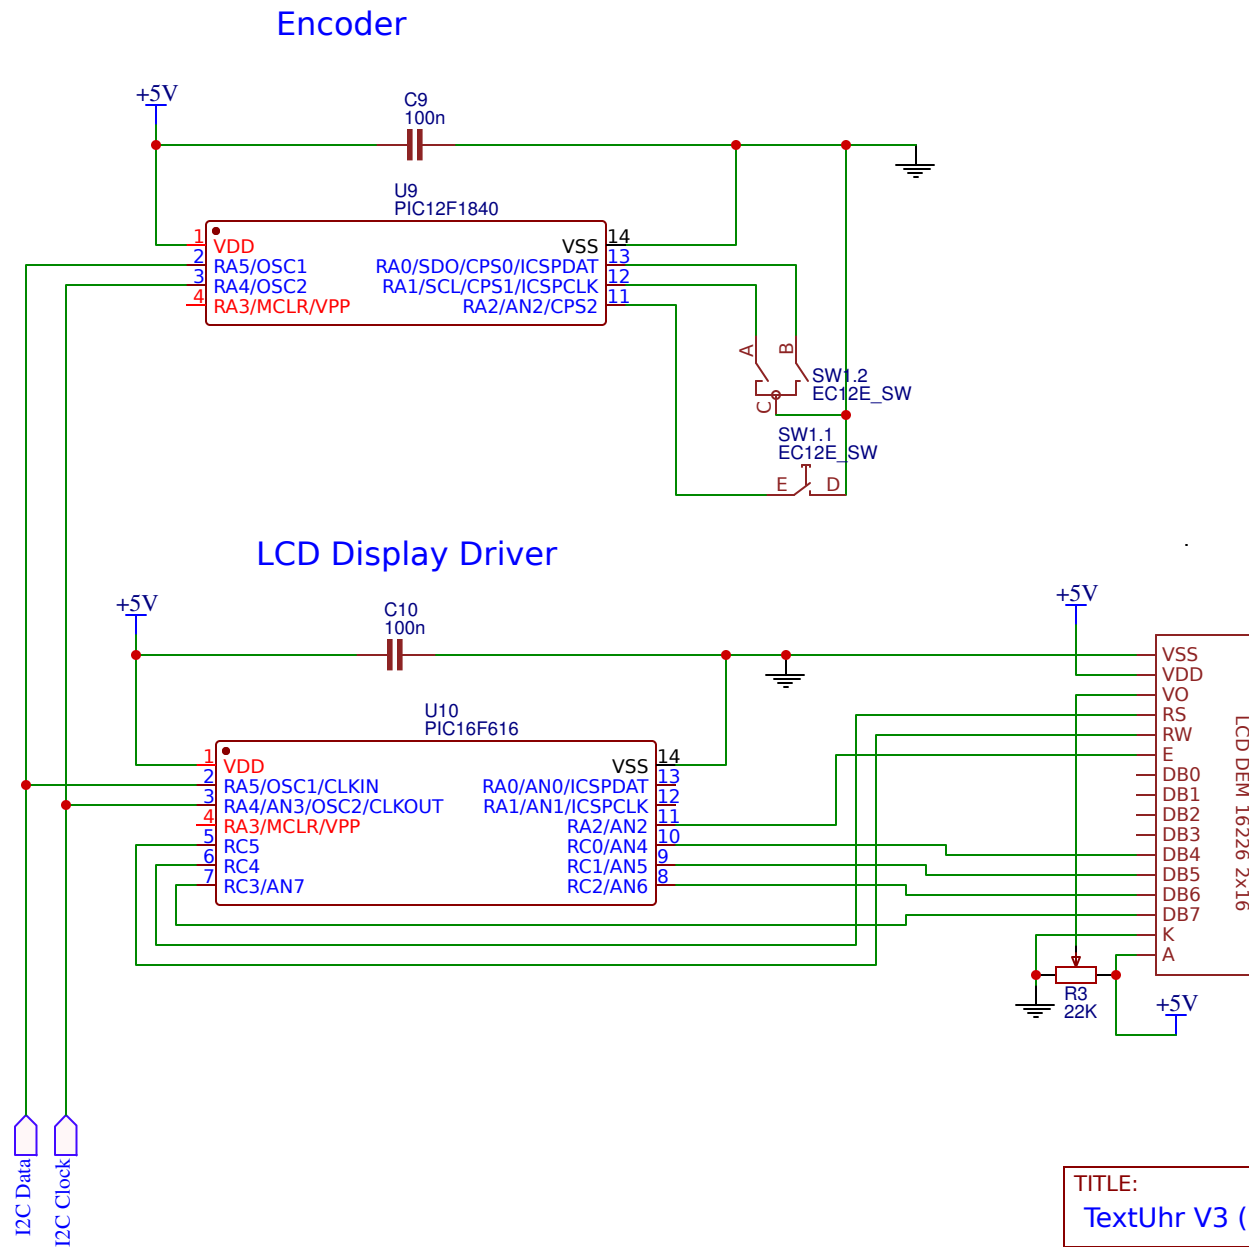 Encoder
+5V
C9
100n
U9
PIC12F1840
1 VDD
2 RA5/OSC1
3 RA4/OSC2
4 RA3/MCLR/VPP
VSS 14
RA0/SDO/CPS0/ICSPDAT 13
RA1/SCL/CPS1/ICSPCLK 12
RA2/AN2/CPS2 11
A
B
C
SW1.2
EC12E_SW
SW1.1
EC12E_SW
E
D
LCD Display Driver
+5V
C10
100n
+5V
U10
PIC16F616
1 VDD
2 RA5/OSC1/CLKIN
3 RA4/AN3/OSC2/CLKOUT
4 RA3/MCLR/VPP
5 RC5
6 RC4
7 RC3/AN7
VSS 14
RA0/AN0/ICSPDAT 13
RA1/AN1/ICSPCLK 12
RA2/AN2 11
RC0/AN4 10
RC1/AN5 9
RC2/AN6 8
VSS
VDD
VO
RS
RW
E
DB0
DB1
DB2
DB3
DB4
DB5
DB6
DB7
K
A
LCD DEM 16226 2x16
R3
22K
+5V
I2C Data
I2C Clock
TITLE:
TextUhr V3 (